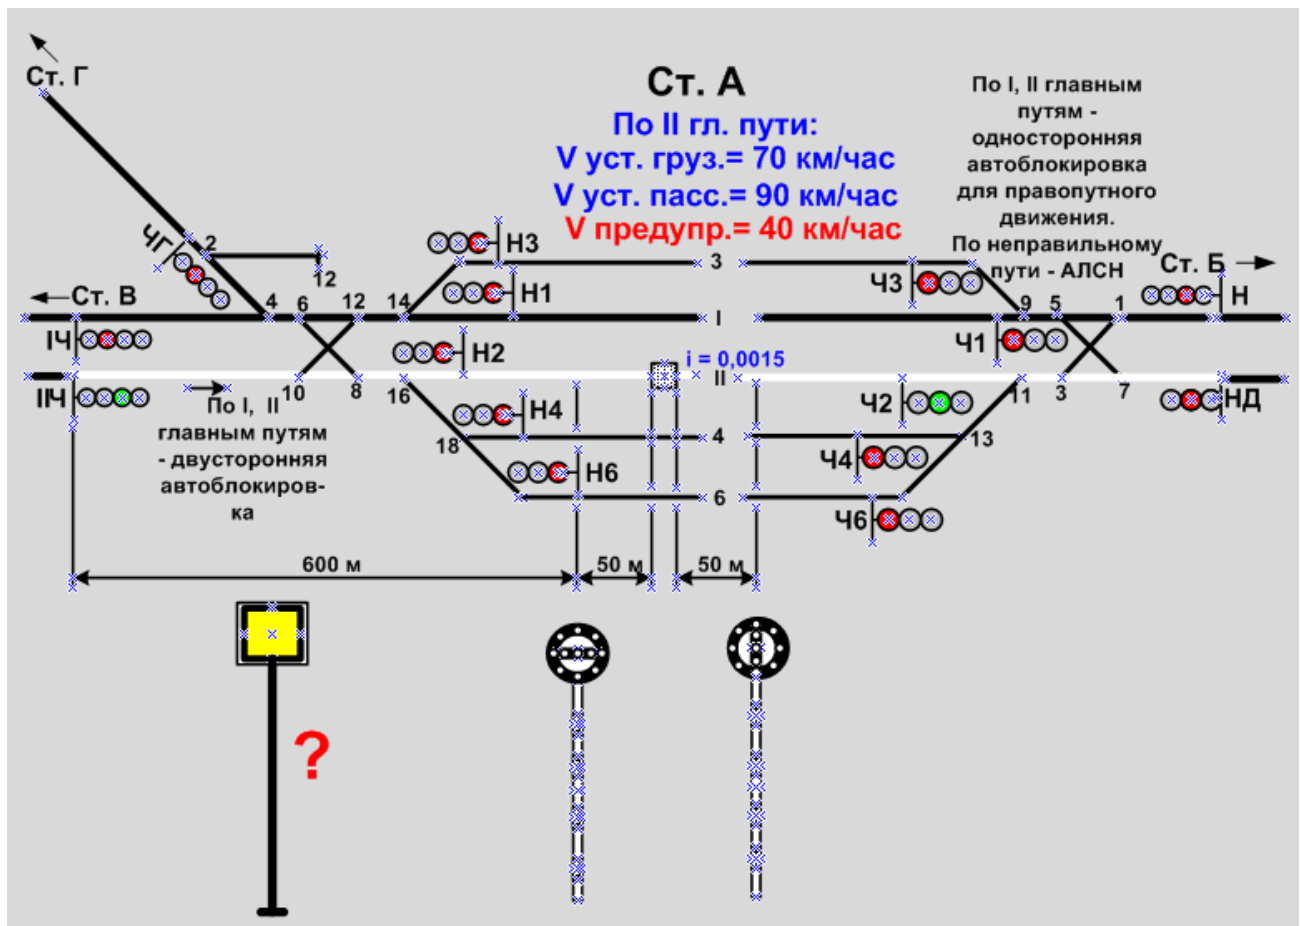 Ст. Г
Ст. А
По II гл. пути:
V уст. груз.= 70 км/час
V уст. пасс.= 90 км/час
V предупр.= 40 км/час
По I, II главным
путям -
односторонняя
автоблокировка
для правопутного
движения.
По неправильному
пути - АЛСН
ЧГ
2
12
Н3
3
Ч3
Ст. Б
Н
Ст. В
4
6
12
14
Н1
I
9
5
1
IЧ
Н2
i = 0,0015
Ч1
IIЧ
10
8
16
II
Ч2
11
3
7
НД
По I, II
главным путям
- двусторонняя
автоблокиров-
ка
18
Н4
4
Ч4
13
Н6
6
Ч6
600 м
50 м
50 м
?